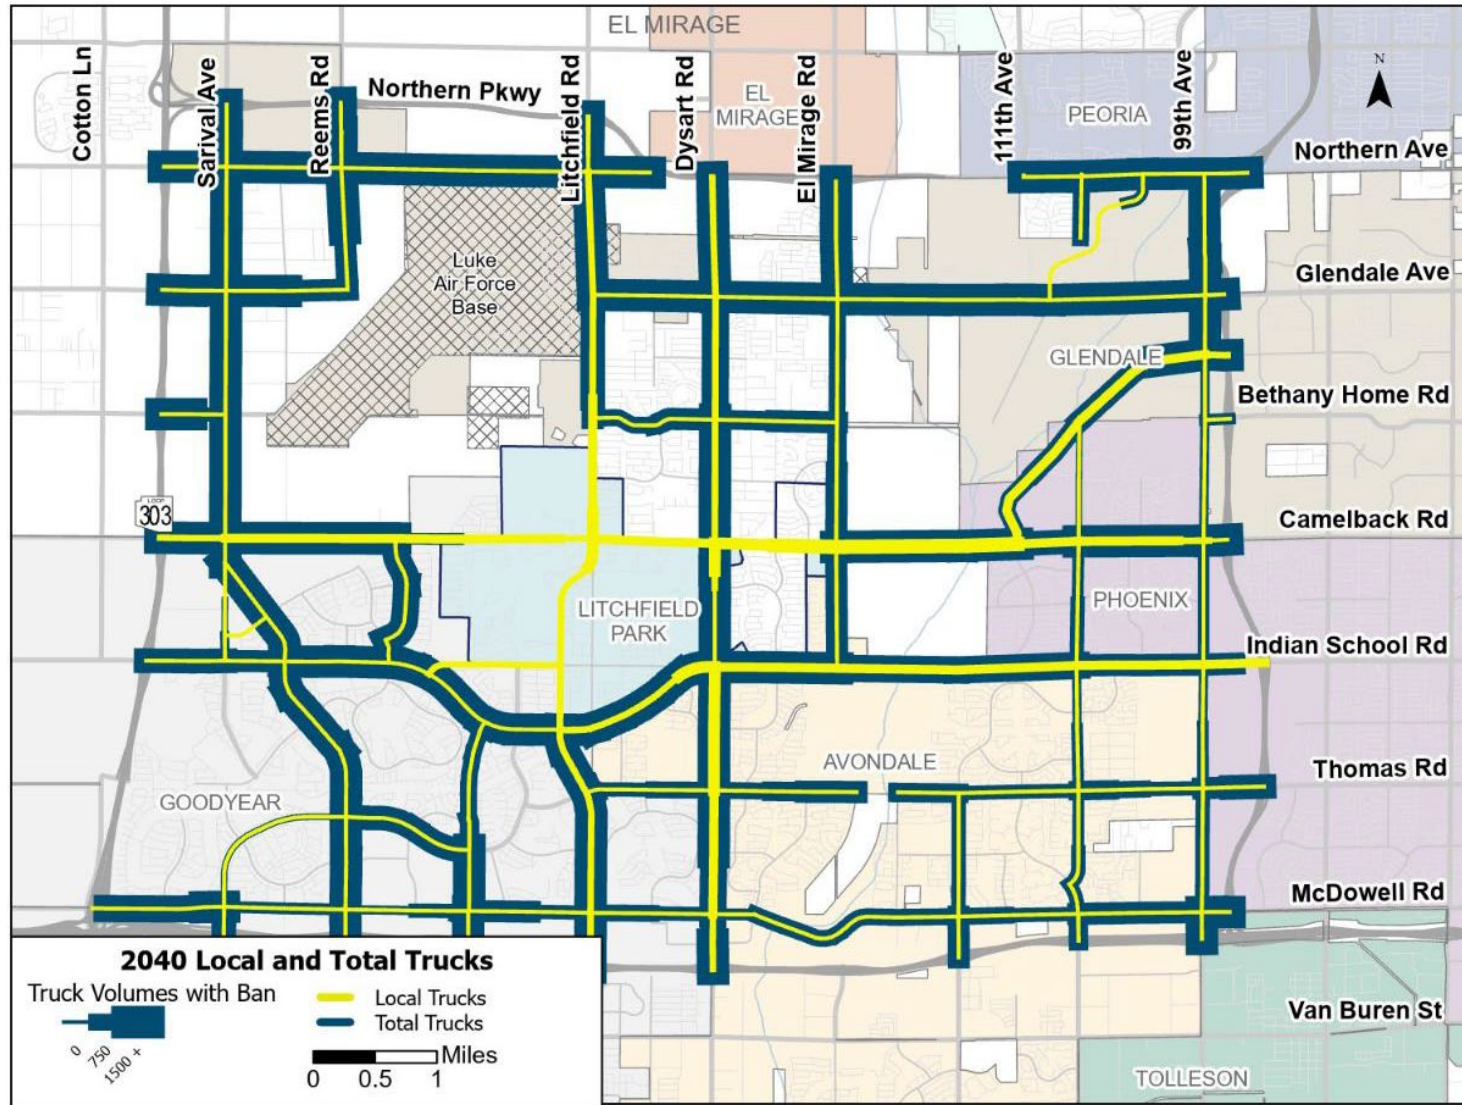 EL MIRAGE
Cotton Ln
Sarival Ave
Reems Rd
Northern Pkwy
Litchfield Rd
Dysart Rd
EL
MIRAGE
El Mirage Rd
111th Ave
PEORIA
99th Ave
N
Northern Ave
Luke
Air Force
Base
Glendale Ave
GLENDALE
Bethany Home Rd
LOOP
303
Camelback Rd
LITCHFIELD
PARK
PHOENIX
Indian School Rd
AVONDALE
Thomas Rd
GOODYEAR
McDowell Rd
2040 Local and Total Trucks
Truck Volumes with Ban
Local Trucks
Total Trucks
0
750
1500 +
Miles
0 0.5 1
Van Buren St
TOLLESON